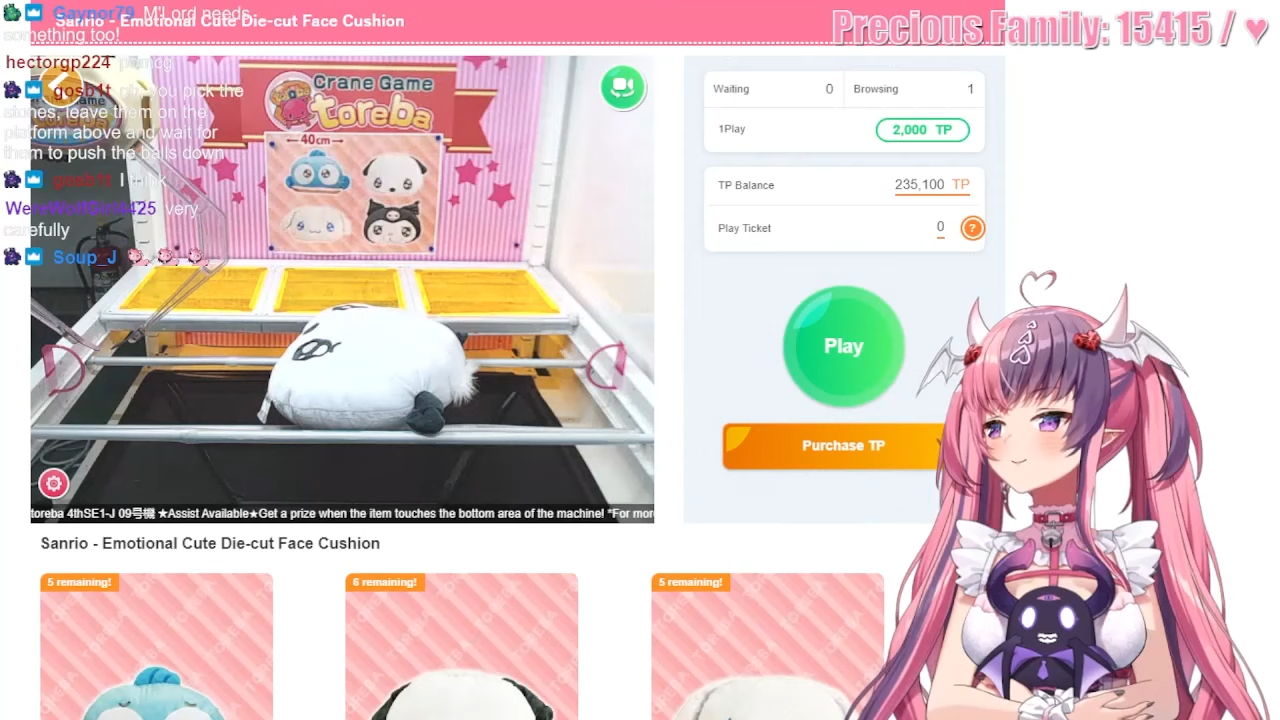 Gaynor79 M'Lord needs
something too!
Sanrio - Emotional Cute Die-cut Face Cushion
Precious Family: 15415 / ♥
hectorgp224
gosb1t oh you pick the
stones, leave them on the
platform above and wait for
them to push the balls down
gosb1t I think
WereWolfGirl4425 very
carefully
Soup_J
Crane Game
toreba
40cm
Waiting 0 Browsing 1
1Play 2,000 TP
TP Balance 235,100 TP
Play Ticket 0 ?
Play
Purchase TP
toreba 4thSE1-J 09号機 ★Assist Available★Get a prize when the item touches the bottom area of the machine! *For more
Sanrio - Emotional Cute Die-cut Face Cushion
5 remaining! 6 remaining! 5 remaining!
TOREBA